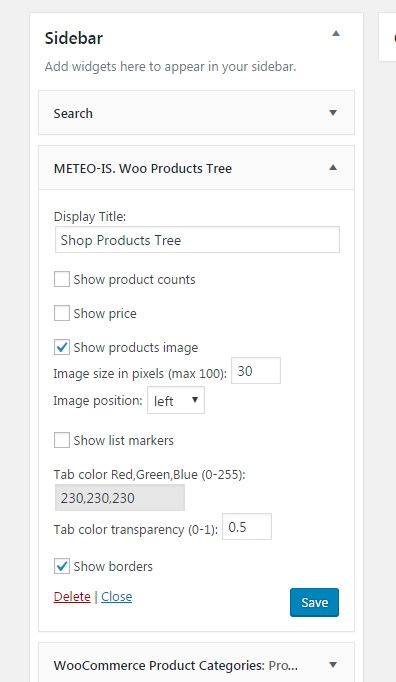 Sidebar
Add widgets here to appear in your sidebar.
Search
METEO-IS. Woo Products Tree
Display Title:
Shop Products Tree
Show product counts
Show price
Show products image
Image size in pixels (max 100): 30
Image position: left
Show list markers
Tab color Red,Green,Blue (0-255):
230,230,230
Tab color transparency (0-1): 0.5
Show borders
Delete | Close Save
WooCommerce Product Categories: Pro...